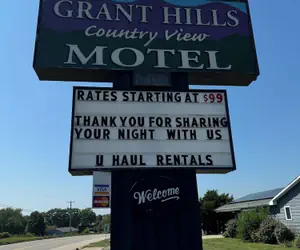 GRANT HILLS
Country View
MOTEL
RATES STARTING AT $99
THANK YOU FOR SHARING
YOUR NIGHT WITH US
U HAUL RENTALS
Welcome